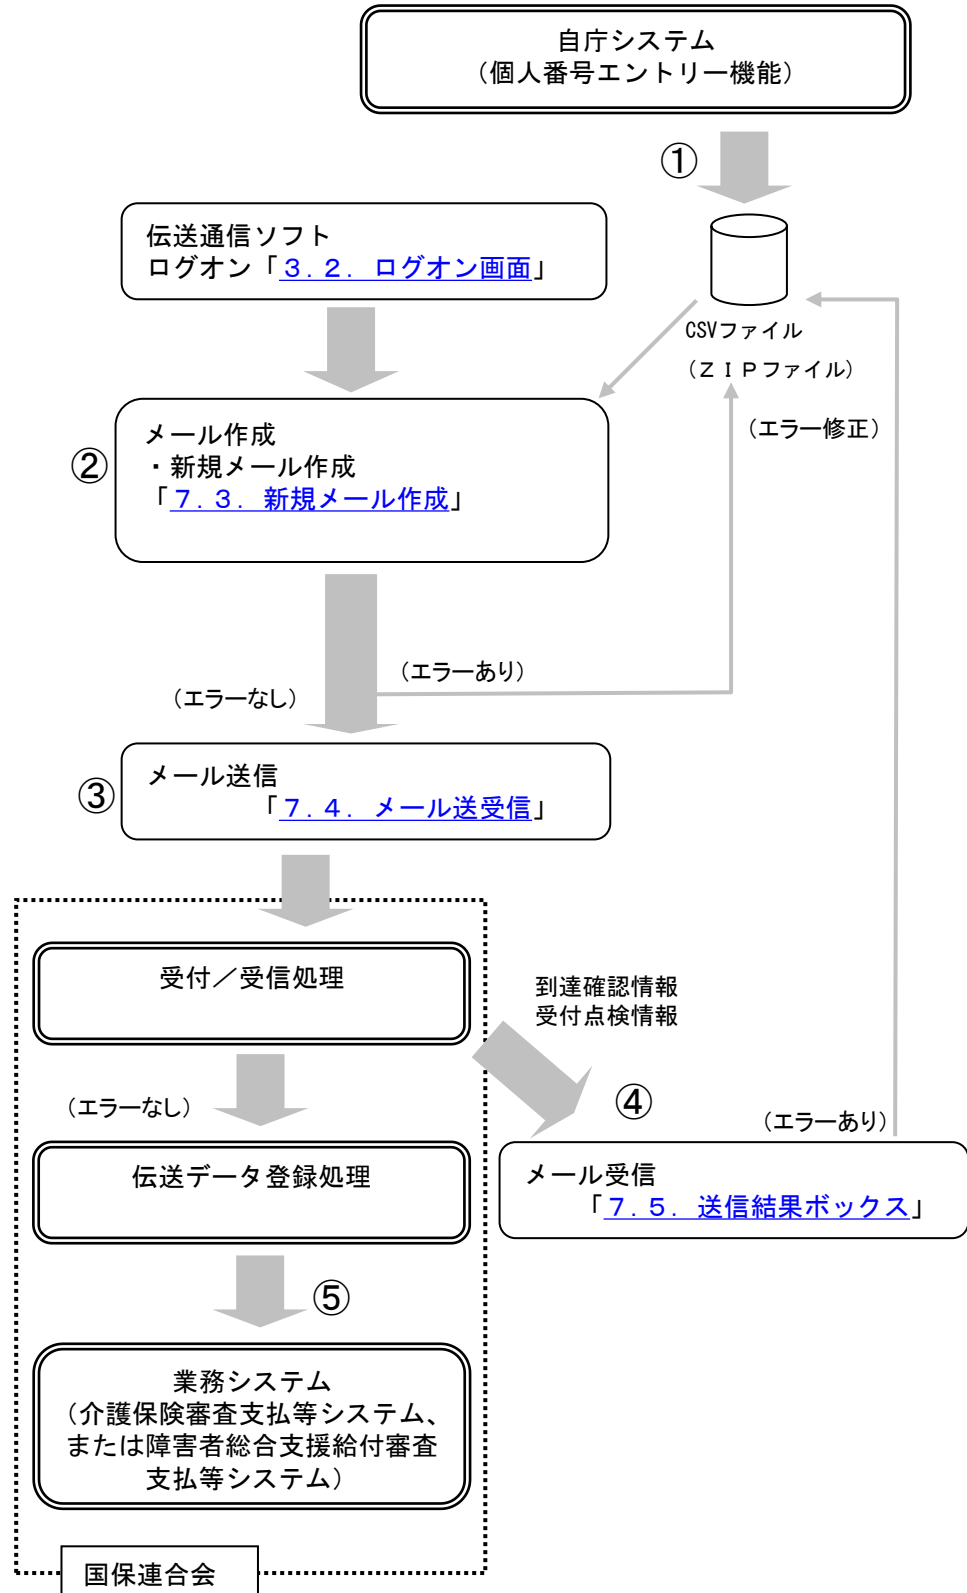 自庁システム
（個人番号エントリー機能）
①
伝送通信ソフト
ログオン「３．２．ログオン画面」
CSVファイル
（ＺＩＰファイル）
（エラー修正）
②
メール作成
・新規メール作成
「７．３．新規メール作成」
（エラーあり）
（エラーなし）
③
メール送信
「７．４．メール送受信」
受付／受信処理
到達確認情報
受付点検情報
④
（エラーなし）
（エラーあり）
伝送データ登録処理
メール受信
「７．５．送信結果ボックス」
⑤
業務システム
（介護保険審査支払等システム、
または障害者総合支援給付審査
支払等システム）
国保連合会